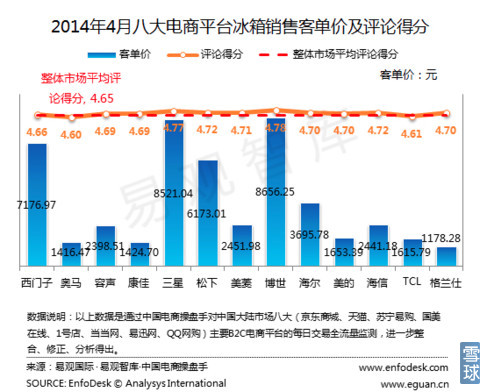 2014年4月八大电商平台冰箱销售客单价及评论得分
客单价 评论得分 整体市场平均评论得分
整体市场平均评
论得分, 4.65
客单价：元
4.66 4.60 4.69 4.69 4.77 4.72 4.71 4.78 4.70 4.70 4.72 4.61 4.70
7176.97 1416.47 2398.51 1424.70 8521.04 6173.01 2451.98 8656.25 3695.78 1653.89 2441.18 1615.79 1178.28
易观智库
西门子 奥马 容声 康佳 三星 松下 美菱 博世 海尔 美的 海信 TCL 格兰仕
数据说明：以上数据是通过中国电商操盘手对中国大陆市场八大（京东商城、天猫、苏宁易购、国美
在线、1号店、当当网、易迅网、QQ网购）主要B2C电商平台的每日交易全流量监测，进一步整
合、修正、分析得出。
来源：易观国际·易观智库·中国电商操盘手
www.enfodesk.com
SOURCE: EnfoDesk © Analysys International
www.eguan.cn
雪球